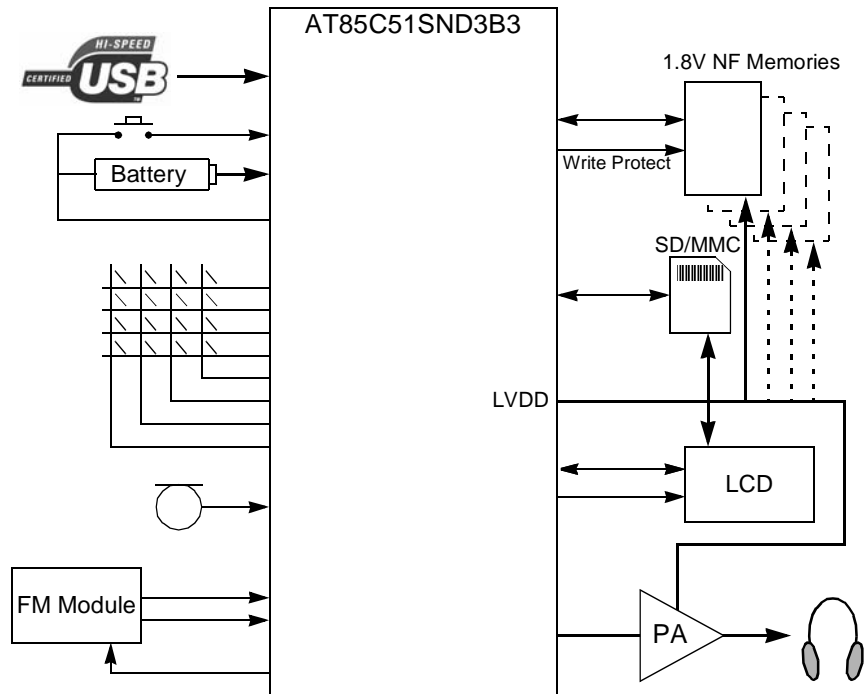 AT85C51SND3B3
HI-SPEED
CERTIFIED
USB
TM
1.8V NF Memories
Write Protect
Battery
SD/MMC
LVDD
LCD
FM Module
PA